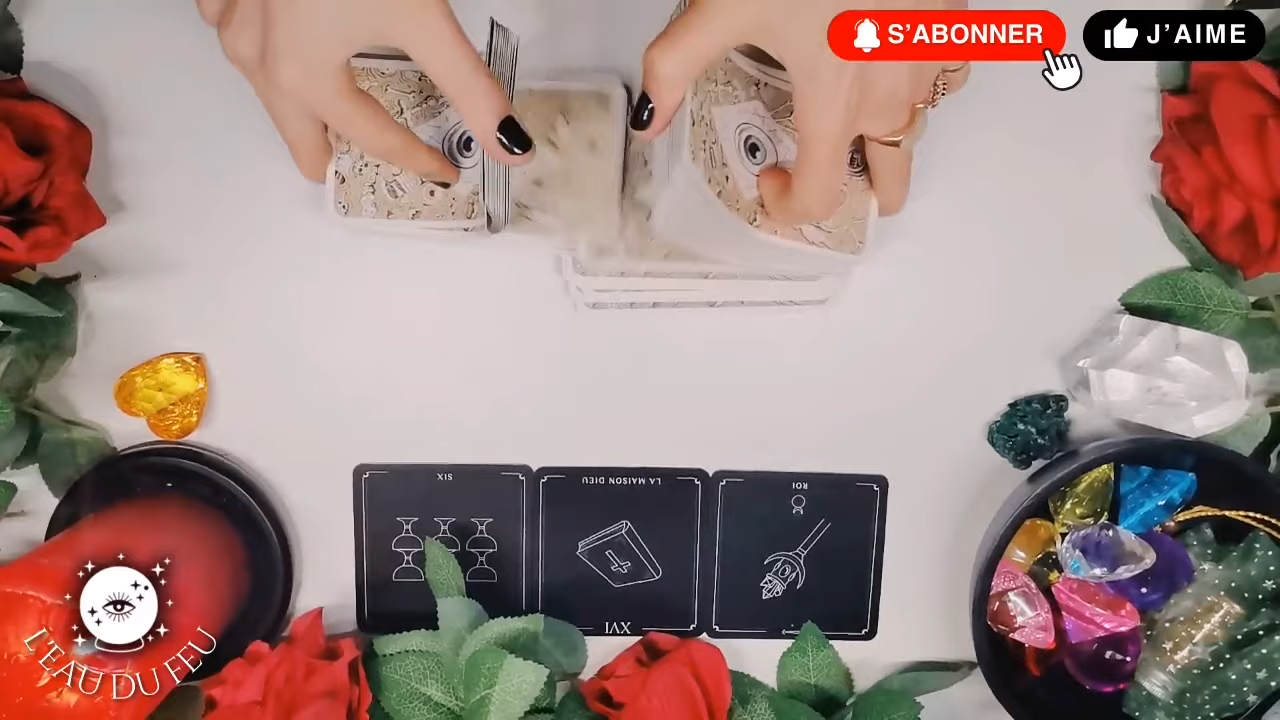 S'ABONNER
J'AIME
SIX
LA MAISON DIEU
ROI
XVI
L'EAU DU FEU